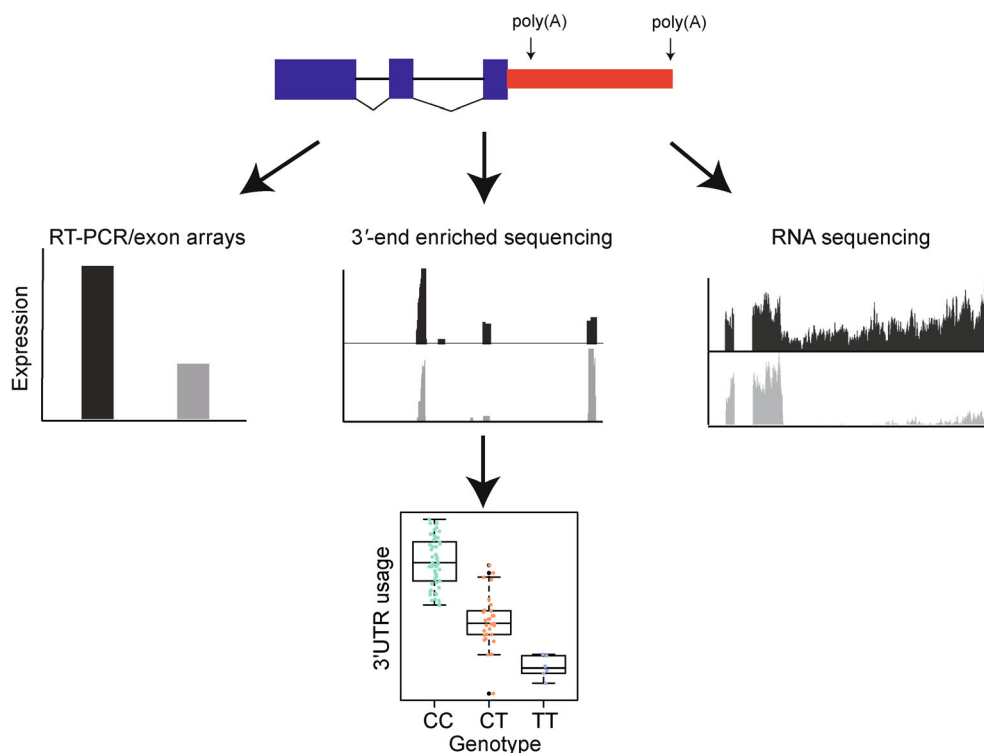 poly(A)
poly(A)
RT-PCR/exon arrays
3′-end enriched sequencing
RNA sequencing
Expression
3'UTR usage
CC
CT
TT
Genotype